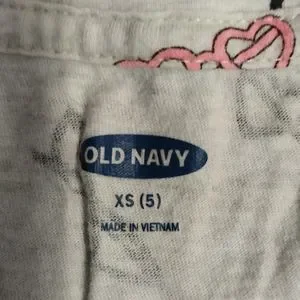 OLD NAVY
XS (5)
MADE IN VIETNAM